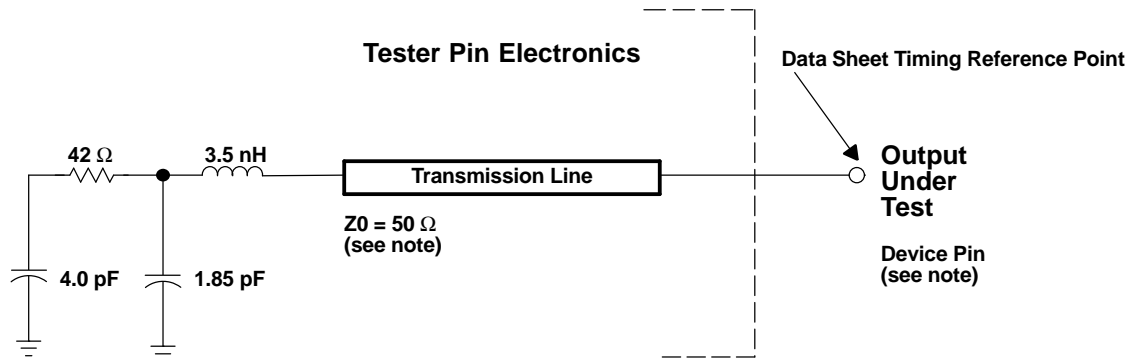 Tester Pin Electronics
Data Sheet Timing Reference Point
42 Ω
3.5 nH
Transmission Line
Output
Under
Test
Z0 = 50 Ω
(see note)
Device Pin
(see note)
4.0 pF
1.85 pF